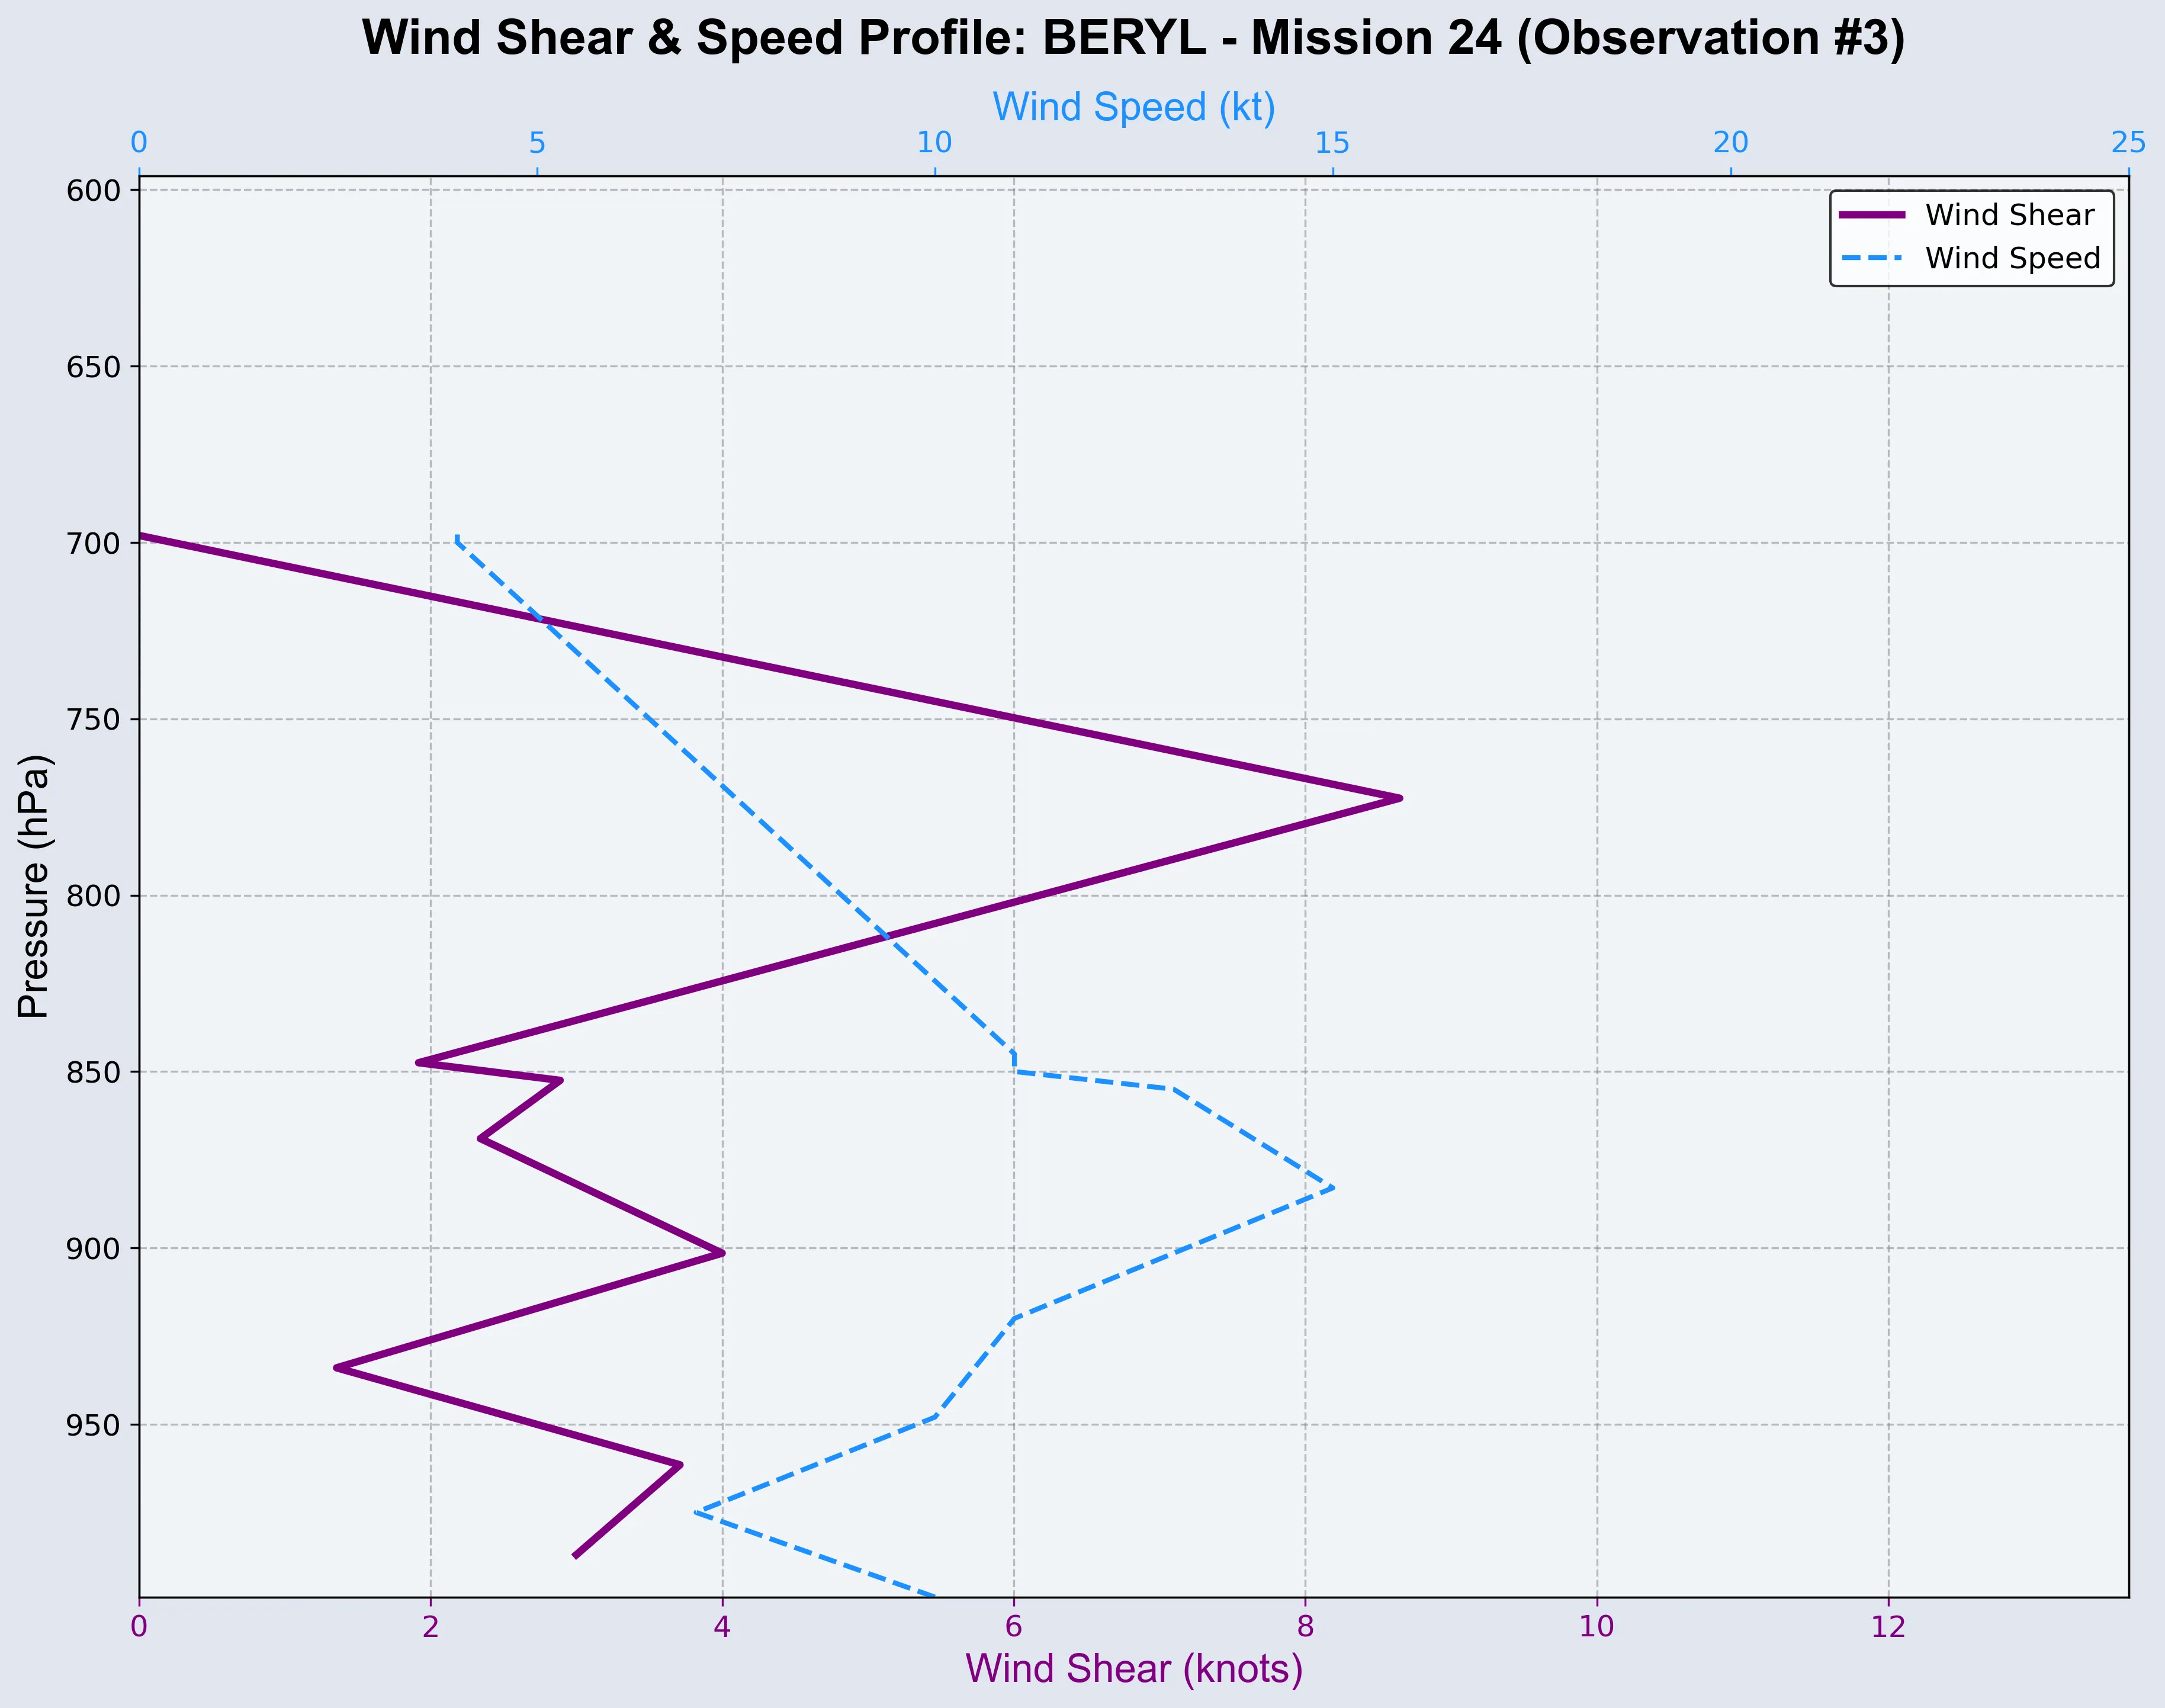 Wind Shear & Speed Profile: BERYL - Mission 24 (Observation #3)
Wind Speed (kt)
0 5 10 15 20 25
Wind Shear
Wind Speed
600
650
700
750
800
850
900
950
Pressure (hPa)
0 2 4 6 8 10 12
Wind Shear (knots)